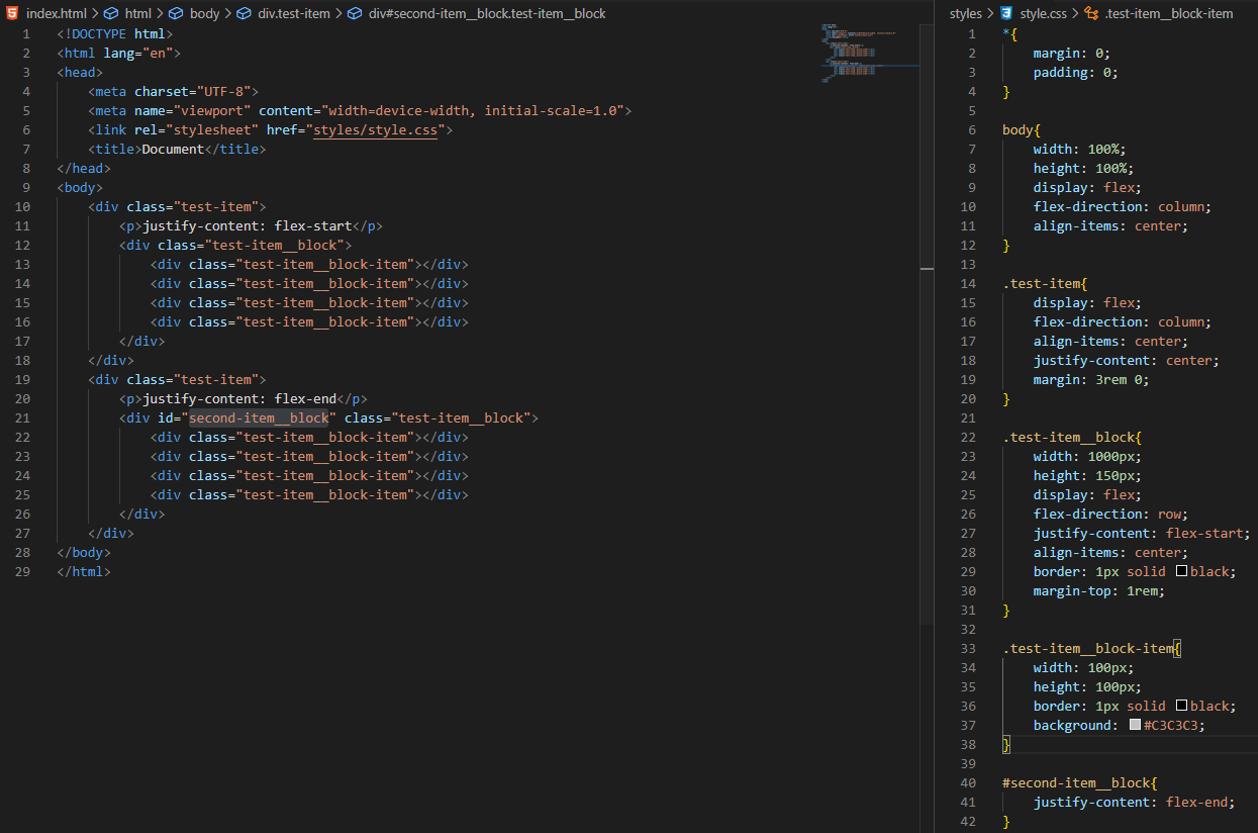 index.html > html > body > div.test-item > div#second-item__block.test-item__block
1 <!DOCTYPE html>
2 <html lang="en">
3 <head>
4 <meta charset="UTF-8">
5 <meta name="viewport" content="width=device-width, initial-scale=1.0">
6 <link rel="stylesheet" href="styles/style.css">
7 <title>Document</title>
8 </head>
9 <body>
10 <div class="test-item">
11 <p>justify-content: flex-start</p>
12 <div class="test-item__block">
13 <div class="test-item__block-item"></div>
14 <div class="test-item__block-item"></div>
15 <div class="test-item__block-item"></div>
16 <div class="test-item__block-item"></div>
17 </div>
18 </div>
19 <div class="test-item">
20 <p>justify-content: flex-end</p>
21 <div id="second-item__block" class="test-item__block">
22 <div class="test-item__block-item"></div>
23 <div class="test-item__block-item"></div>
24 <div class="test-item__block-item"></div>
25 <div class="test-item__block-item"></div>
26 </div>
27 </div>
28 </body>
29 </html>
styles > style.css > .test-item__block-item
1 *{
2 margin: 0;
3 padding: 0;
4 }
5
6 body{
7 width: 100%;
8 height: 100%;
9 display: flex;
10 flex-direction: column;
11 align-items: center;
12 }
13
14 .test-item{
15 display: flex;
16 flex-direction: column;
17 align-items: center;
18 justify-content: center;
19 margin: 3rem 0;
20 }
21
22 .test-item__block{
23 width: 1000px;
24 height: 150px;
25 display: flex;
26 flex-direction: row;
27 justify-content: flex-start;
28 align-items: center;
29 border: 1px solid black;
30 margin-top: 1rem;
31 }
32
33 .test-item__block-item{
34 width: 100px;
35 height: 100px;
36 border: 1px solid black;
37 background: #C3C3C3;
38 }
39
40 #second-item__block{
41 justify-content: flex-end;
42 }